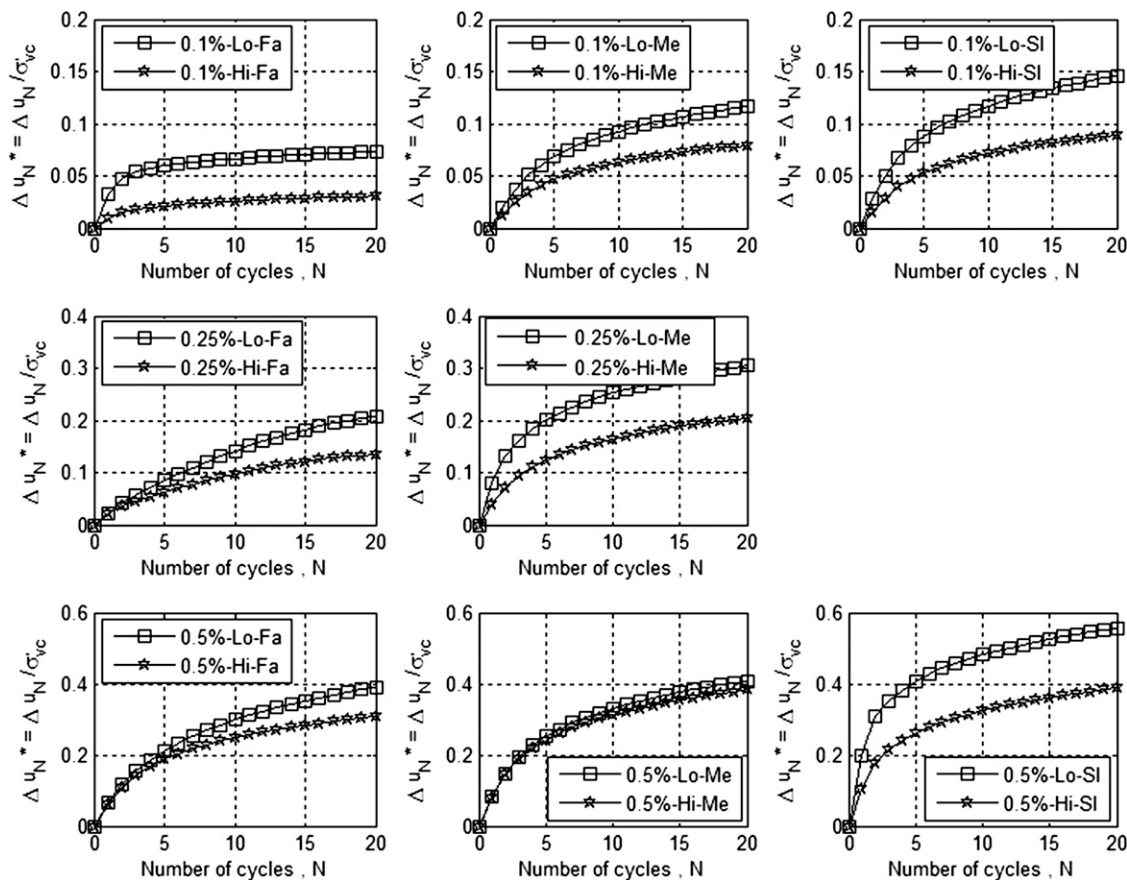 0.2
0.15
0.1
0.05
0
Δ u_N* = Δ u_N /σ'_vc
0.1%-Lo-Fa
0.1%-Hi-Fa
0 5 10 15 20
Number of cycles , N
0.2
0.15
0.1
0.05
0
Δ u_N* = Δ u_N /σ'_vc
0.1%-Lo-Me
0.1%-Hi-Me
0 5 10 15 20
Number of cycles , N
0.2
0.15
0.1
0.05
0
Δ u_N* = Δ u_N /σ'_vc
0.1%-Lo-Sl
0.1%-Hi-Sl
0 5 10 15 20
Number of cycles , N
0.4
0.3
0.2
0.1
0
Δ u_N* = Δ u_N /σ'_vc
0.25%-Lo-Fa
0.25%-Hi-Fa
0 5 10 15 20
Number of cycles , N
0.4
0.3
0.2
0.1
0
Δ u_N* = Δ u_N /σ'_vc
0.25%-Lo-Me
0.25%-Hi-Me
0 5 10 15 20
Number of cycles , N
0.6
0.4
0.2
0
Δ u_N* = Δ u_N /σ'_vc
0.5%-Lo-Fa
0.5%-Hi-Fa
0 5 10 15 20
Number of cycles , N
0.6
0.4
0.2
0
Δ u_N* = Δ u_N /σ'_vc
0.5%-Lo-Me
0.5%-Hi-Me
0 5 10 15 20
Number of cycles , N
0.6
0.4
0.2
0
Δ u_N* = Δ u_N /σ'_vc
0.5%-Lo-Sl
0.5%-Hi-Sl
0 5 10 15 20
Number of cycles , N